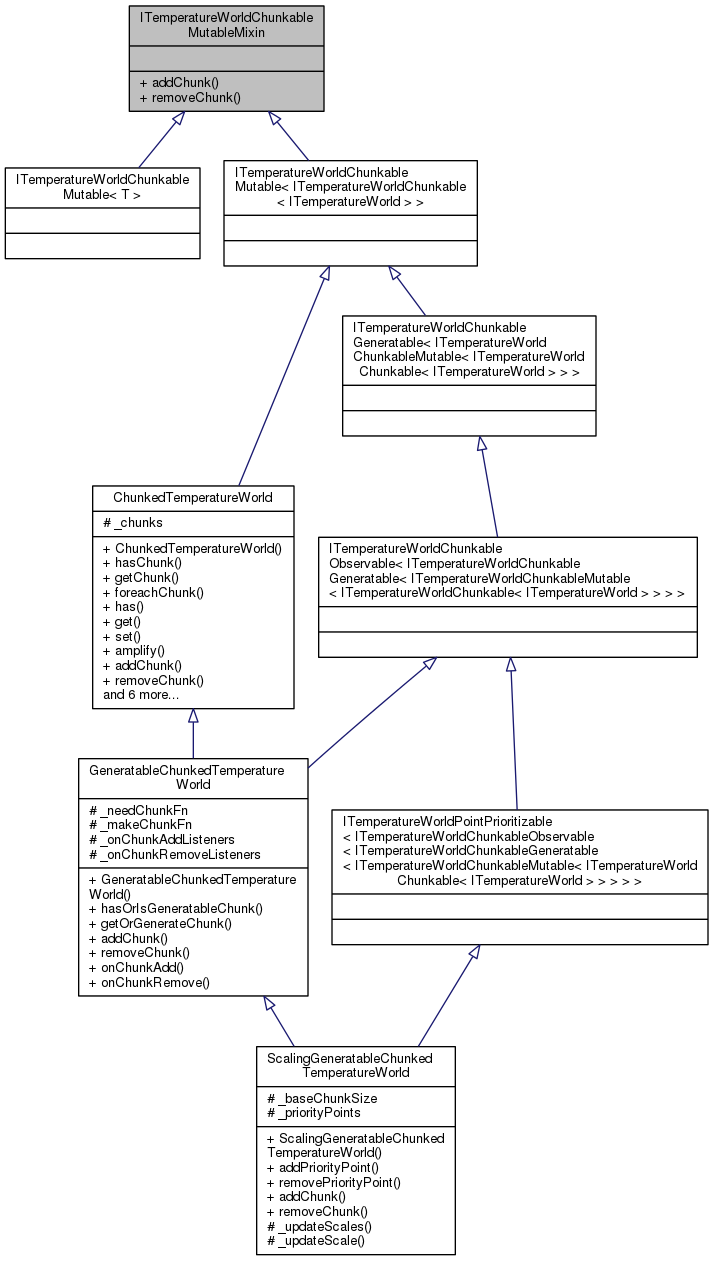 ITemperatureWorldChunkable
MutableMixin
+ addChunk()
+ removeChunk()
ITemperatureWorldChunkable
Mutable< T >
ITemperatureWorldChunkable
Mutable< ITemperatureWorldChunkable
< ITemperatureWorld > >
ITemperatureWorldChunkable
Generatable< ITemperatureWorld
ChunkableMutable< ITemperatureWorld
Chunkable< ITemperatureWorld > > >
ChunkedTemperatureWorld
# _chunks
+ ChunkedTemperatureWorld()
+ hasChunk()
+ getChunk()
+ foreachChunk()
+ has()
+ get()
+ set()
+ amplify()
+ addChunk()
+ removeChunk()
and 6 more...
ITemperatureWorldChunkable
Observable< ITemperatureWorldChunkable
Generatable< ITemperatureWorldChunkableMutable
< ITemperatureWorldChunkable< ITemperatureWorld > > > >
GeneratableChunkedTemperature
World
# _needChunkFn
# _makeChunkFn
# _onChunkAddListeners
# _onChunkRemoveListeners
+ GeneratableChunkedTemperature
World()
+ hasOrIsGeneratableChunk()
+ getOrGenerateChunk()
+ addChunk()
+ removeChunk()
+ onChunkAdd()
+ onChunkRemove()
ITemperatureWorldPointPrioritizable
< ITemperatureWorldChunkableObservable
< ITemperatureWorldChunkableGeneratable
< ITemperatureWorldChunkableMutable< ITemperatureWorld
Chunkable< ITemperatureWorld > > > > >
ScalingGeneratableChunked
TemperatureWorld
# _baseChunkSize
# _priorityPoints
+ ScalingGeneratableChunked
TemperatureWorld()
+ addPriorityPoint()
+ removePriorityPoint()
+ addChunk()
+ removeChunk()
# _updateScales()
# _updateScale()